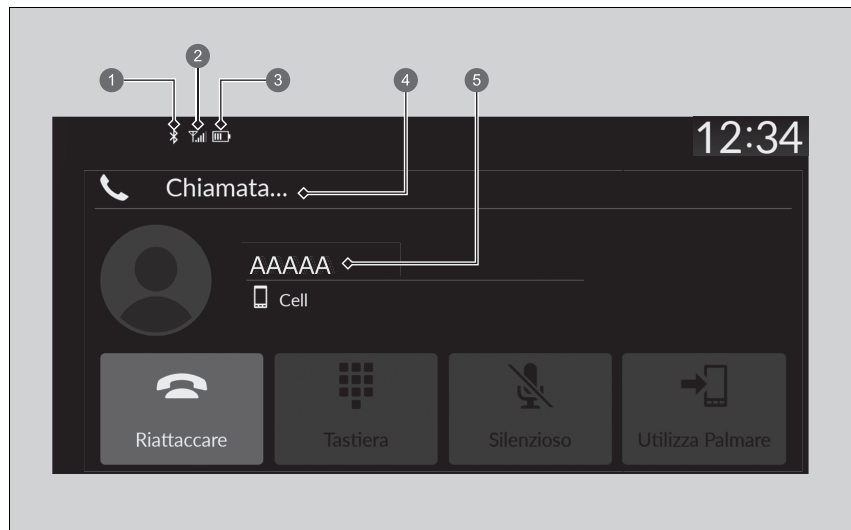 2
1 3 4 5
12:34
Chiamata...
AAAAA
Cell
Riattaccare Tastiera Silenzioso Utilizza Palmare